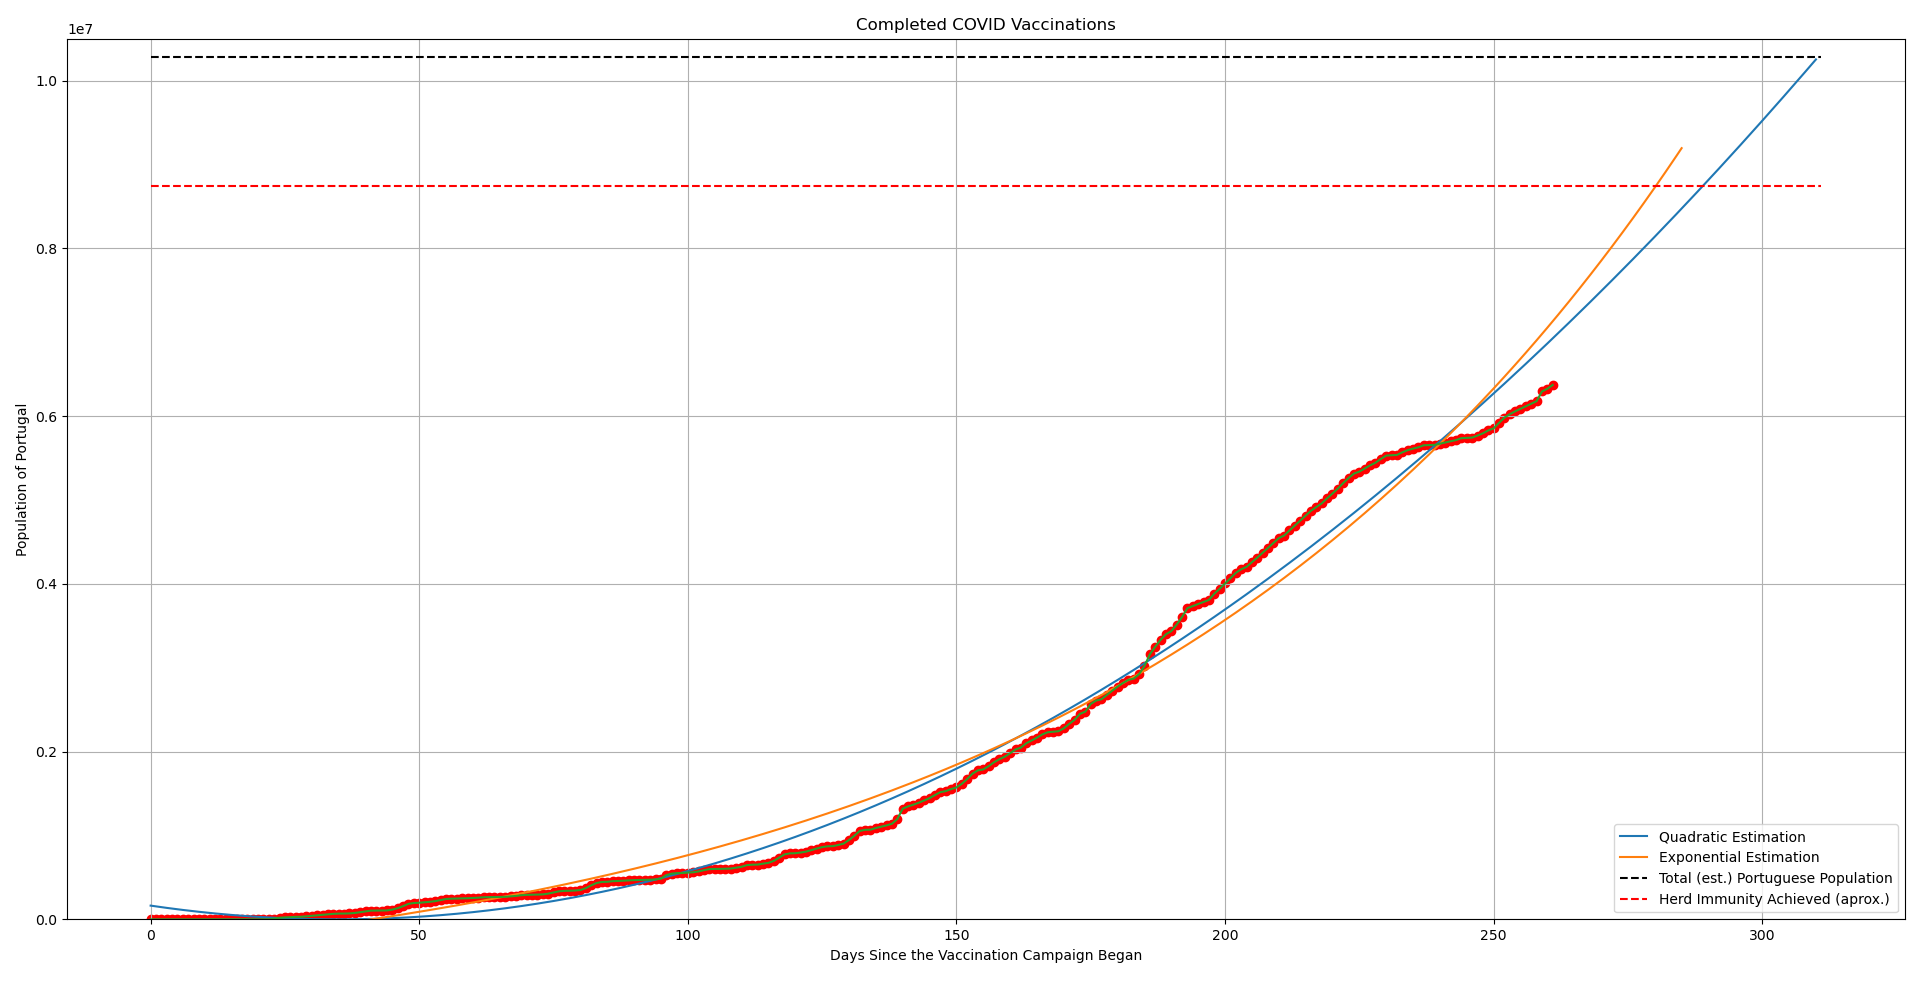 Completed COVID Vaccinations
1e7
1.0
0.8
0.6
0.4
0.2
0.0
Population of Portugal
0
50
100
150
200
250
300
Days Since the Vaccination Campaign Began
Quadratic Estimation
Exponential Estimation
Total (est.) Portuguese Population
Herd Immunity Achieved (aprox.)